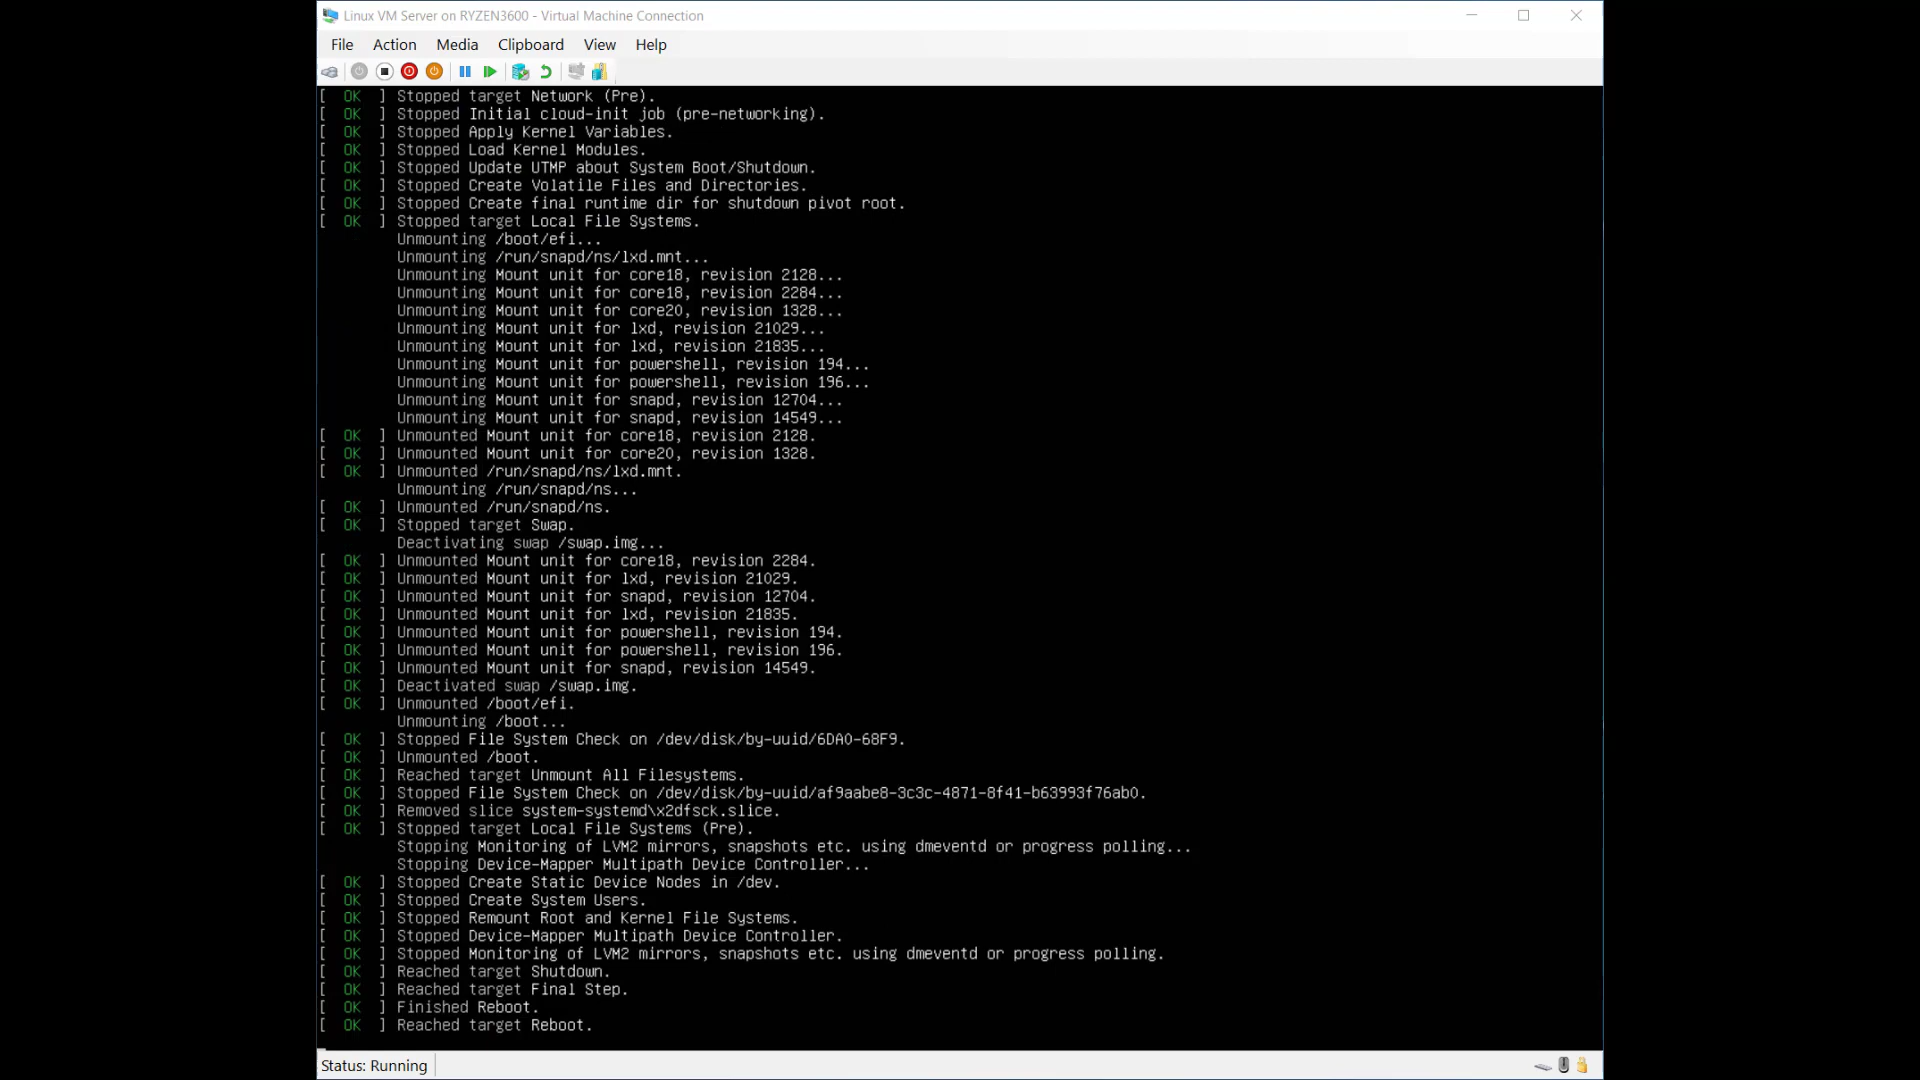 Linux VM Server on RYZEN3600 - Virtual Machine Connection
File Action Media Clipboard View Help
[ OK ] Stopped target Network (Pre).
[ OK ] Stopped Initial cloud-init job (pre-networking).
[ OK ] Stopped Apply Kernel Variables.
[ OK ] Stopped Load Kernel Modules.
[ OK ] Stopped Update UTMP about System Boot/Shutdown.
[ OK ] Stopped Create Volatile Files and Directories.
[ OK ] Stopped Create final runtime dir for shutdown pivot root.
[ OK ] Stopped target Local File Systems.
Unmounting /boot/efi...
Unmounting /run/snapd/ns/lxd.mnt...
Unmounting Mount unit for core18, revision 2128...
Unmounting Mount unit for core18, revision 2284...
Unmounting Mount unit for core20, revision 1328...
Unmounting Mount unit for lxd, revision 21029...
Unmounting Mount unit for lxd, revision 21835...
Unmounting Mount unit for powershell, revision 194...
Unmounting Mount unit for powershell, revision 196...
Unmounting Mount unit for snapd, revision 12704...
Unmounting Mount unit for snapd, revision 14549...
[ OK ] Unmounted Mount unit for core18, revision 2128.
[ OK ] Unmounted Mount unit for core20, revision 1328.
[ OK ] Unmounted /run/snapd/ns/lxd.mnt.
Unmounting /run/snapd/ns...
[ OK ] Unmounted /run/snapd/ns.
[ OK ] Stopped target Swap.
Deactivating swap /swap.img...
[ OK ] Unmounted Mount unit for core18, revision 2284.
[ OK ] Unmounted Mount unit for lxd, revision 21029.
[ OK ] Unmounted Mount unit for snapd, revision 12704.
[ OK ] Unmounted Mount unit for lxd, revision 21835.
[ OK ] Unmounted Mount unit for powershell, revision 194.
[ OK ] Unmounted Mount unit for powershell, revision 196.
[ OK ] Unmounted Mount unit for snapd, revision 14549.
[ OK ] Deactivated swap /swap.img.
[ OK ] Unmounted /boot/efi.
Unmounting /boot...
[ OK ] Stopped File System Check on /dev/disk/by-uuid/6DA0-68F9.
[ OK ] Unmounted /boot.
[ OK ] Reached target Unmount All Filesystems.
[ OK ] Stopped File System Check on /dev/disk/by-uuid/af9aabe8-3c3c-4871-8f41-b63993f76ab0.
[ OK ] Removed slice system-systemd\x2dfsck.slice.
[ OK ] Stopped target Local File Systems (Pre).
Stopping Monitoring of LVM2 mirrors, snapshots etc. using dmeventd or progress polling...
Stopping Device-Mapper Multipath Device Controller...
[ OK ] Stopped Create Static Device Nodes in /dev.
[ OK ] Stopped Create System Users.
[ OK ] Stopped Remount Root and Kernel File Systems.
[ OK ] Stopped Device-Mapper Multipath Device Controller.
[ OK ] Stopped Monitoring of LVM2 mirrors, snapshots etc. using dmeventd or progress polling.
[ OK ] Reached target Shutdown.
[ OK ] Reached target Final Step.
[ OK ] Finished Reboot.
[ OK ] Reached target Reboot.
Status: Running